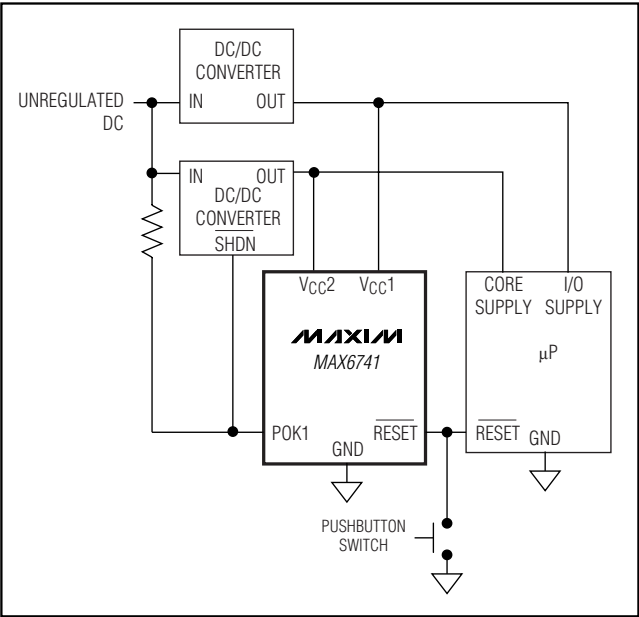 DC/DC
CONVERTER
UNREGULATED
DC
IN OUT
IN OUT
DC/DC
CONVERTER
SHDN
VCC2 VCC1
CORE
SUPPLY
I/O
SUPPLY
MAXIM
MAX6741
μP
POK1
RESET
GND
RESET
GND
PUSHBUTTON
SWITCH